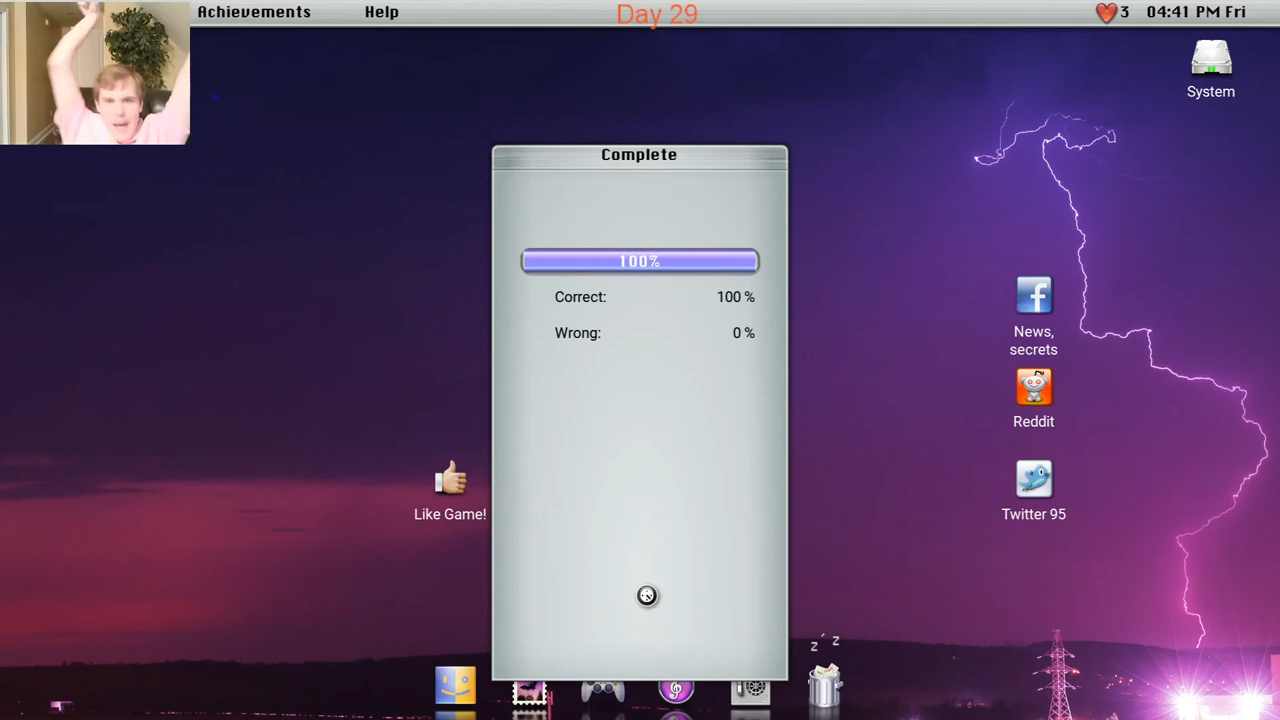 Achievements
Help
Day 29
3
04:41 PM Fri
System
Complete
100%
Correct: 100 %
Wrong: 0 %
News,
secrets
Reddit
Like Game!
Twitter 95
z z